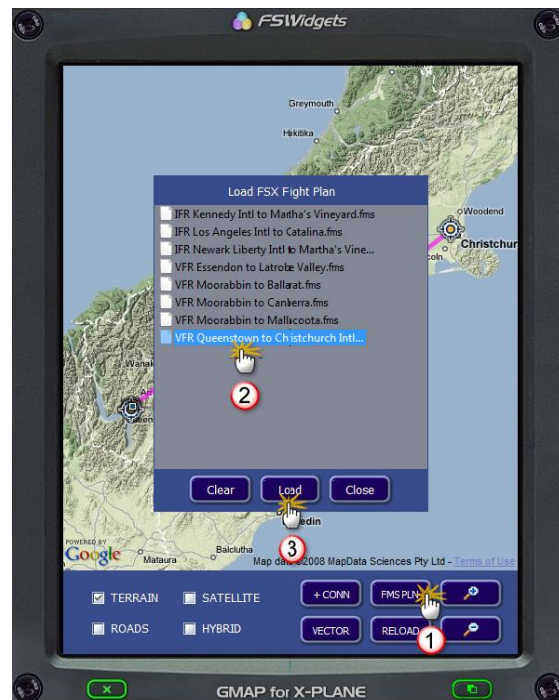 FSWidgets
Greymouth
Hokitika
Woodend
Christchur
coln
Load FSX Fight Plan
IFR Kennedy Intl to Martha's Vineyard.fms
IFR Los Angeles Intl to Catalina.fms
IFR Newark Liberty Intl to Martha's Vine...
VFR Essendon to Latrobe Valley.fms
VFR Moorabbin to Ballarat.fms
VFR Moorabbin to Canberra.fms
VFR Moorabbin to Mallacoota.fms
VFR Queenstown to Christchurch Intl...
Wanak
2
Clear Load Close
edin
3
POWERED BY
Google
Mataura
Balclutha
Map data ©2008 MapData Sciences Pty Ltd - Terms of Use
TERRAIN SATELLITE + CONN FMS PLN
ROADS HYBRID VECTOR RELOAD
1
GMAP for X-PLANE